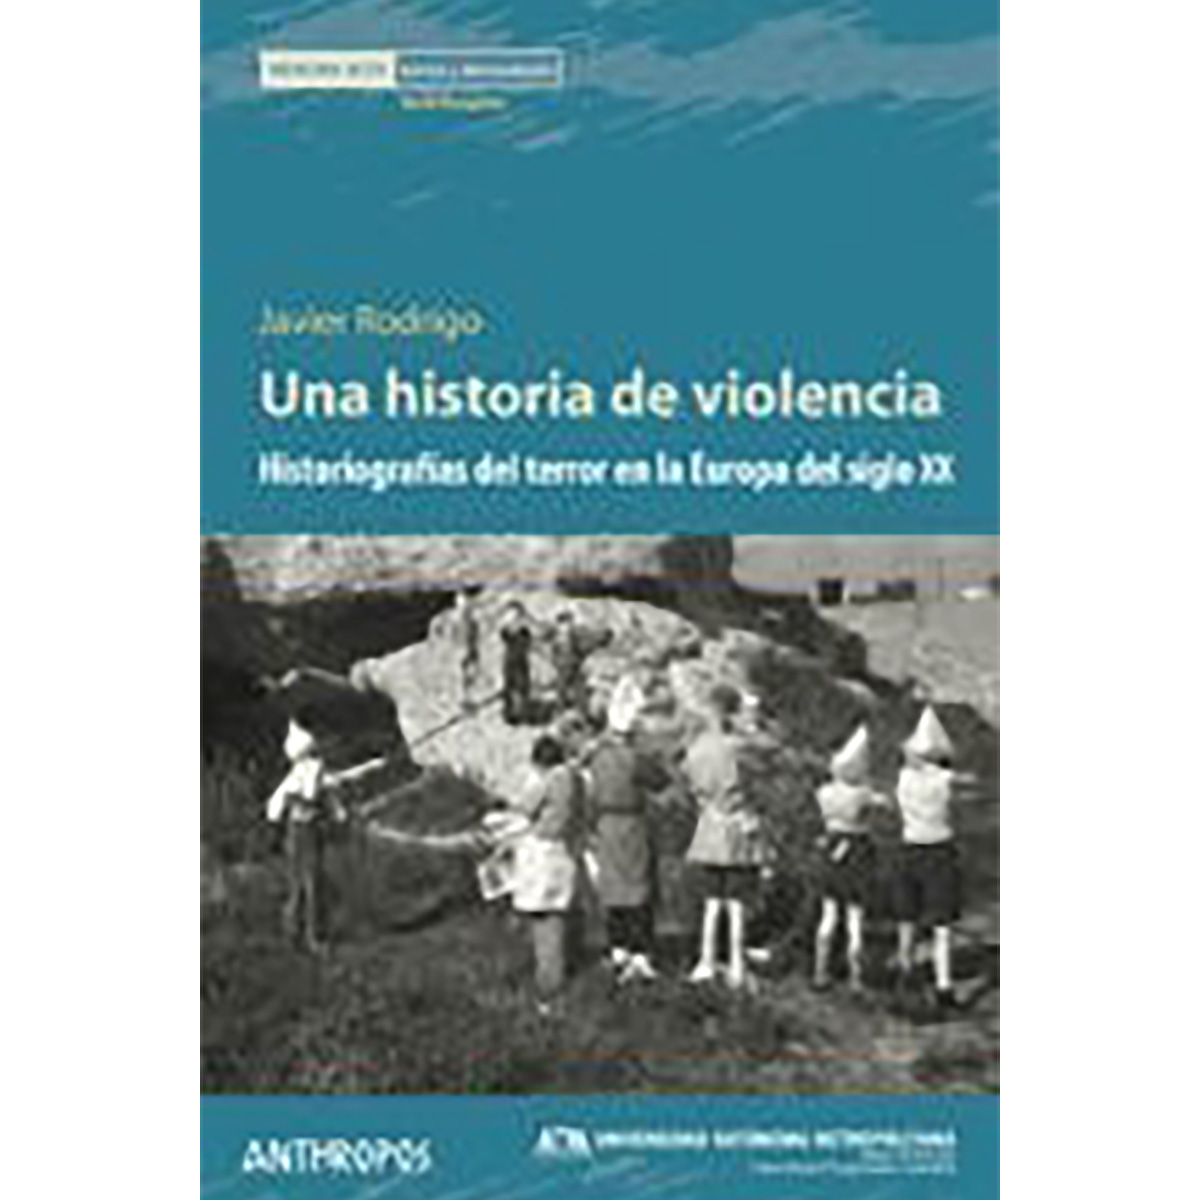 Javier Rodrigo
Una historia de violencia
Historiografías del terror en la Europa del siglo XX
ANTHROPOS
UNIVERSIDAD AUTÓNOMA METROPOLITANA